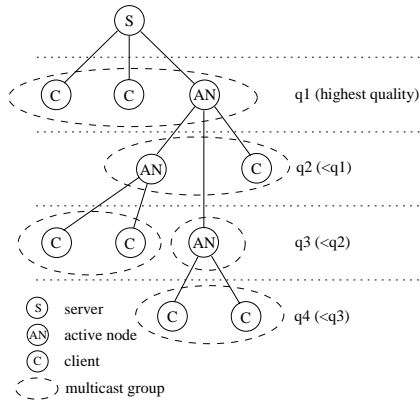 S
C C AN q1 (highest quality)
AN C q2 (<q1)
C C AN q3 (<q2)
C C q4 (<q3)
S server
AN active node
C client
multicast group